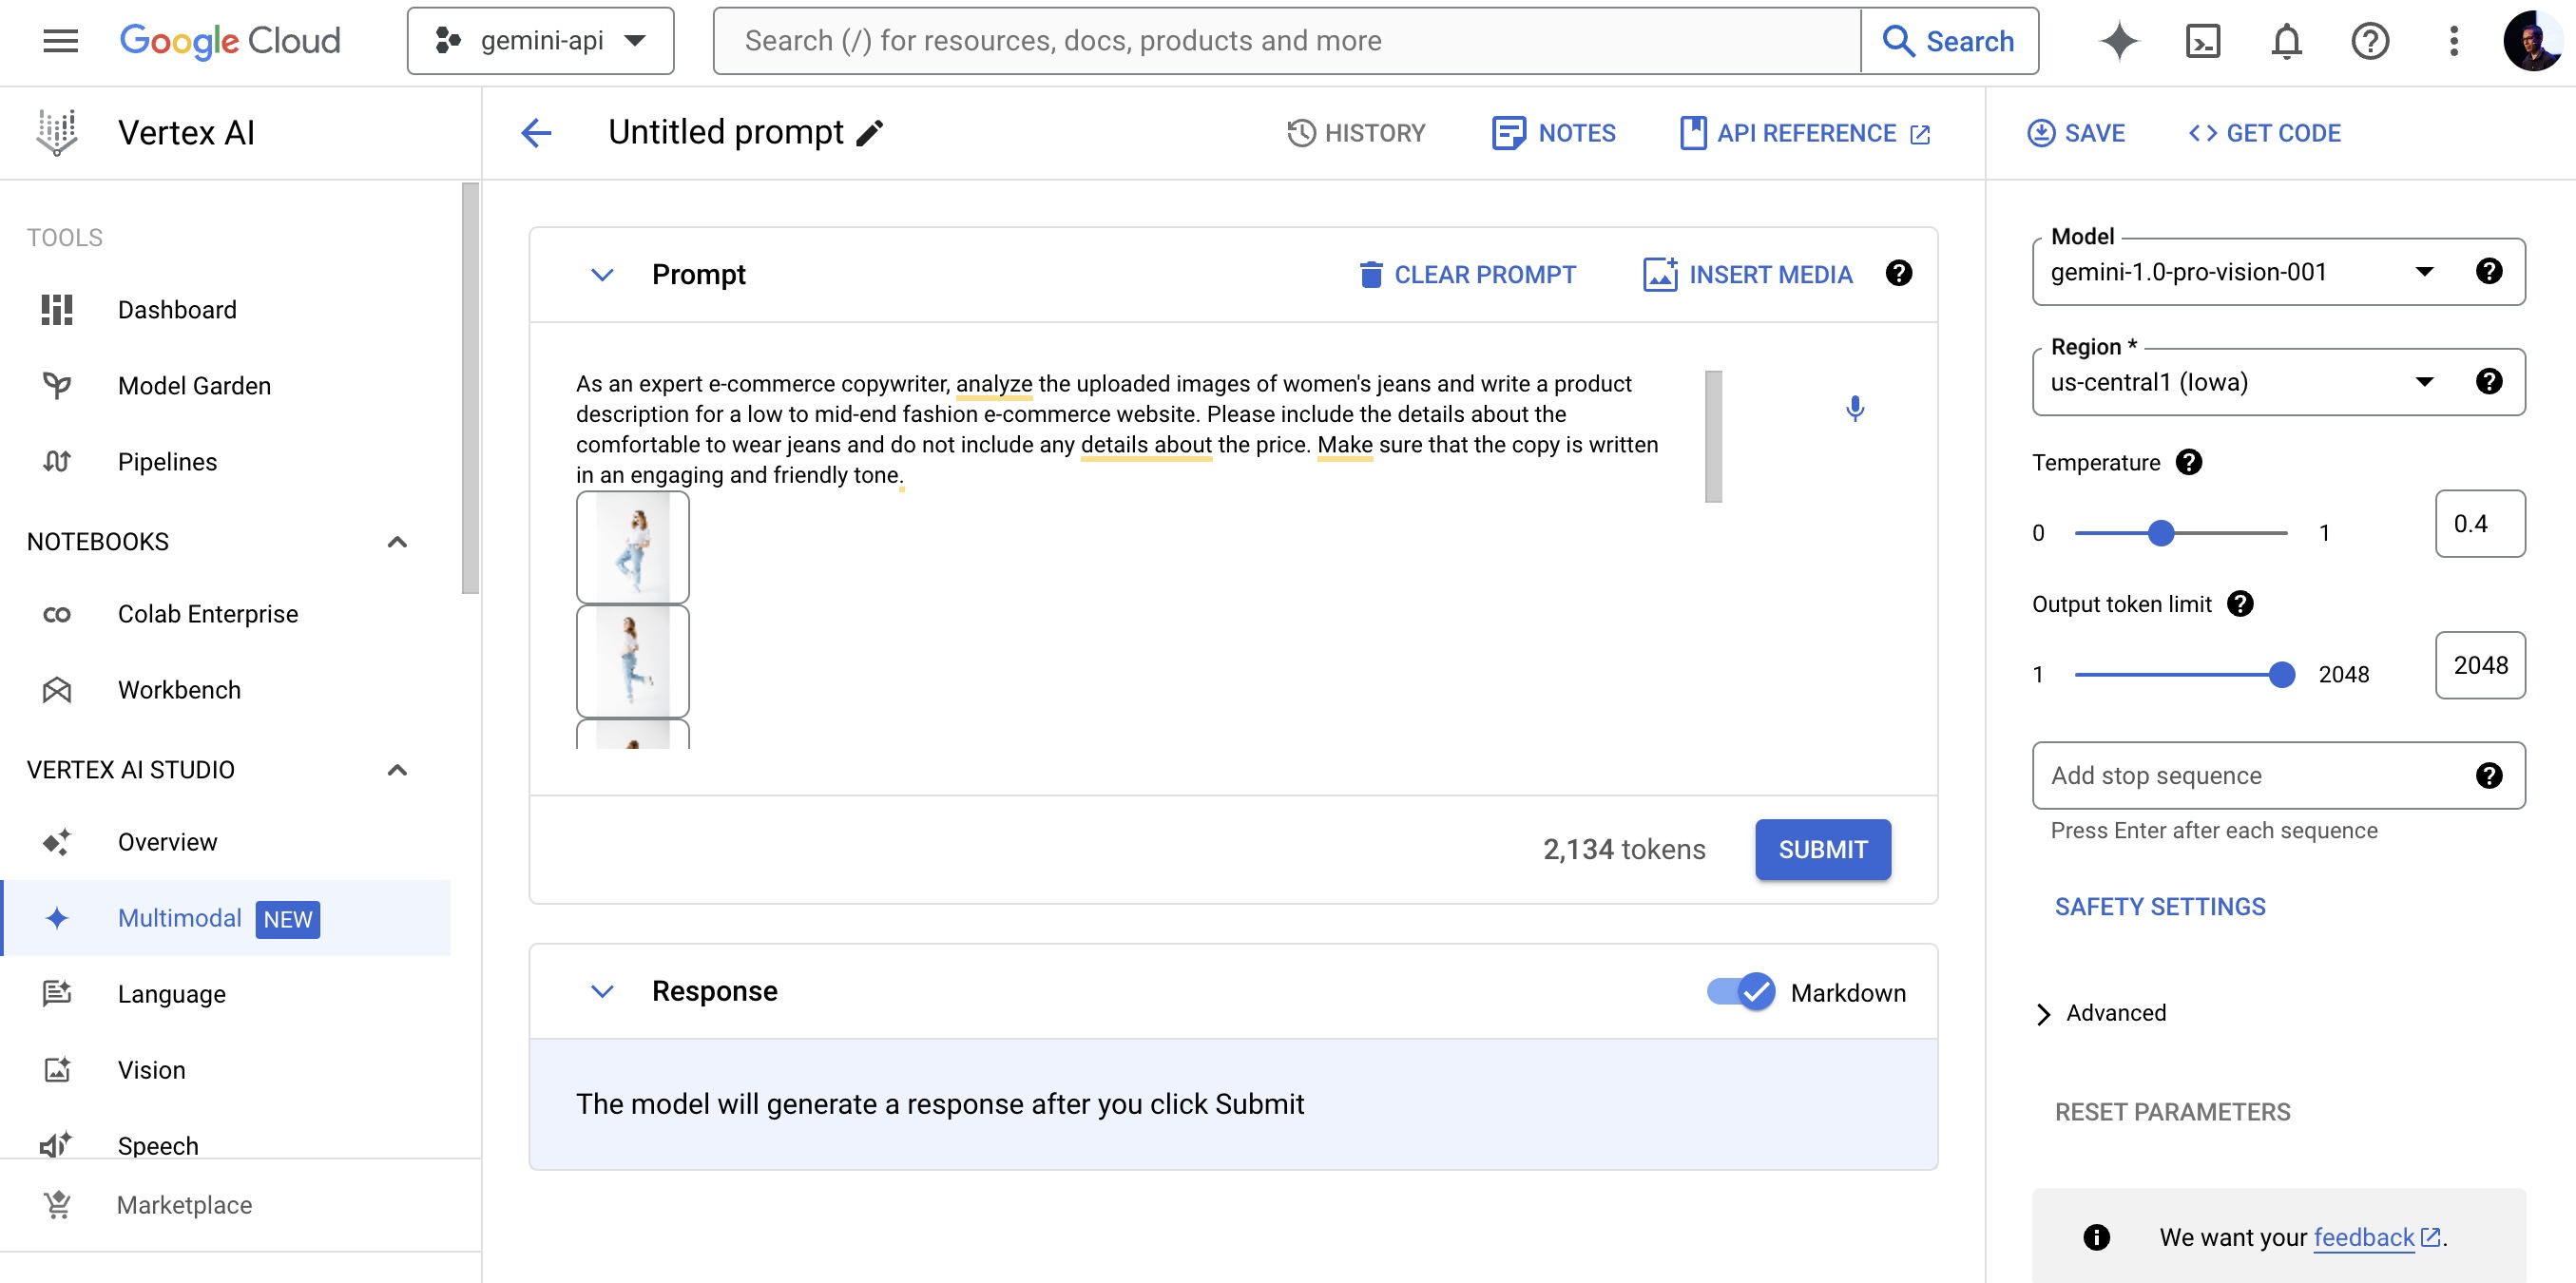 Google Cloud
gemini-api
Search (/) for resources, docs, products and more
Search
Vertex AI
Untitled prompt
HISTORY
NOTES
API REFERENCE
SAVE
GET CODE
TOOLS
Dashboard
Model Garden
Pipelines
NOTEBOOKS
Colab Enterprise
Workbench
VERTEX AI STUDIO
Overview
Multimodal NEW
Language
Vision
Speech
Marketplace
Prompt
CLEAR PROMPT
INSERT MEDIA
As an expert e-commerce copywriter, analyze the uploaded images of women's jeans and write a product
description for a low to mid-end fashion e-commerce website. Please include the details about the
comfortable to wear jeans and do not include any details about the price. Make sure that the copy is written
in an engaging and friendly tone.
2,134 tokens
SUBMIT
Response
Markdown
The model will generate a response after you click Submit
Model
gemini-1.0-pro-vision-001
Region *
us-central1 (Iowa)
Temperature
0 1 0.4
Output token limit
1 2048 2048
Add stop sequence
Press Enter after each sequence
SAFETY SETTINGS
Advanced
RESET PARAMETERS
We want your feedback.